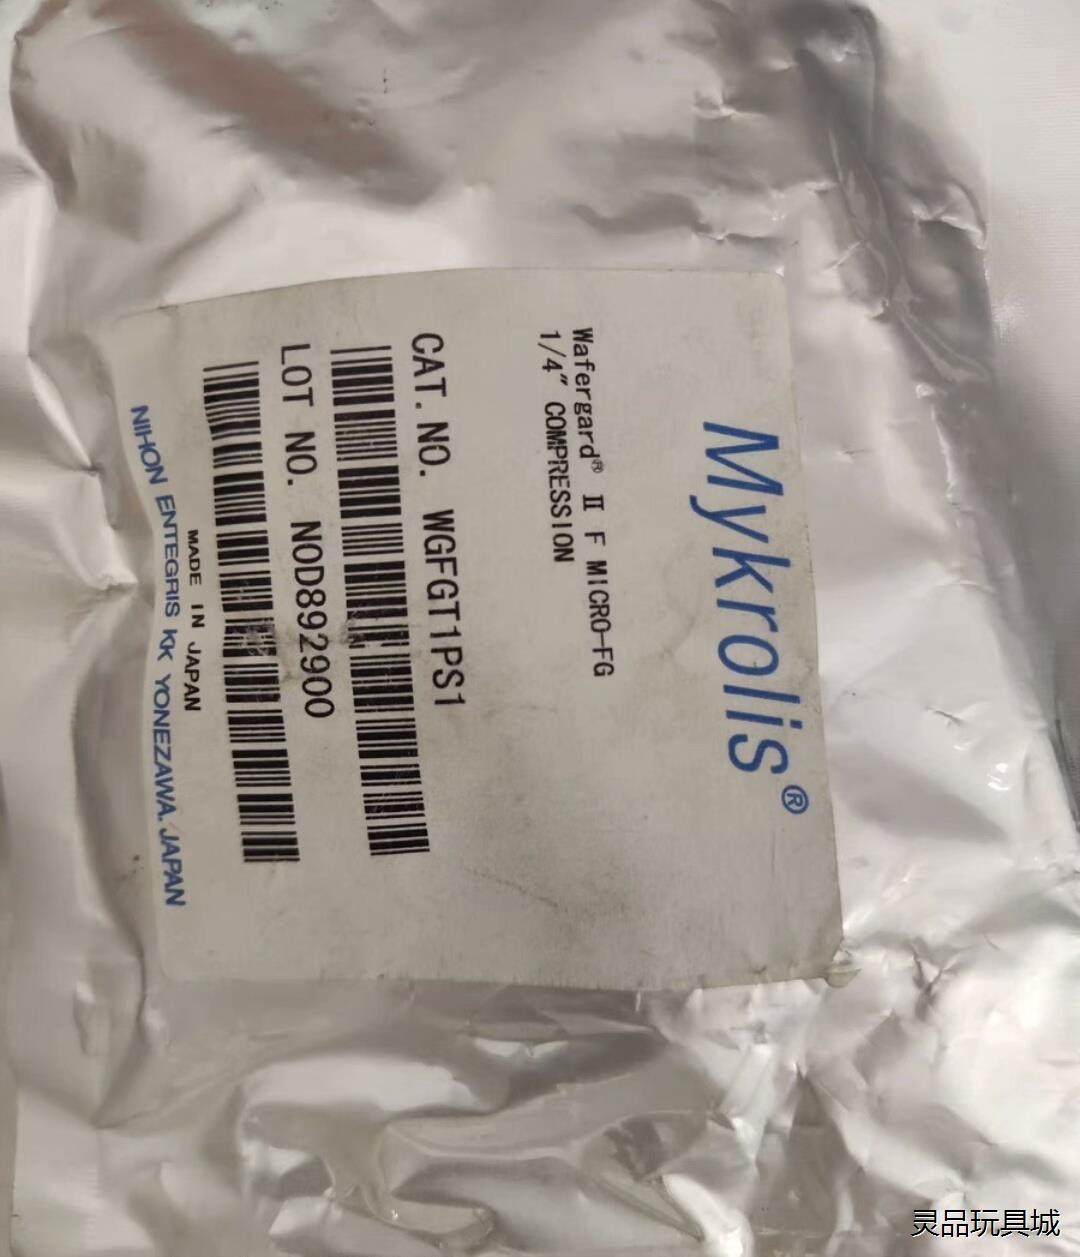 Mykrolis®
Wafergard® Ⅱ F MICRO-FG
1/4" COMPRESSION
CAT. NO. WGFGT1PS1
LOT NO. N0D892900
MADE IN JAPAN
NIHON ENTEGRIS KK YONEZAWA. JAPAN
灵品玩具城